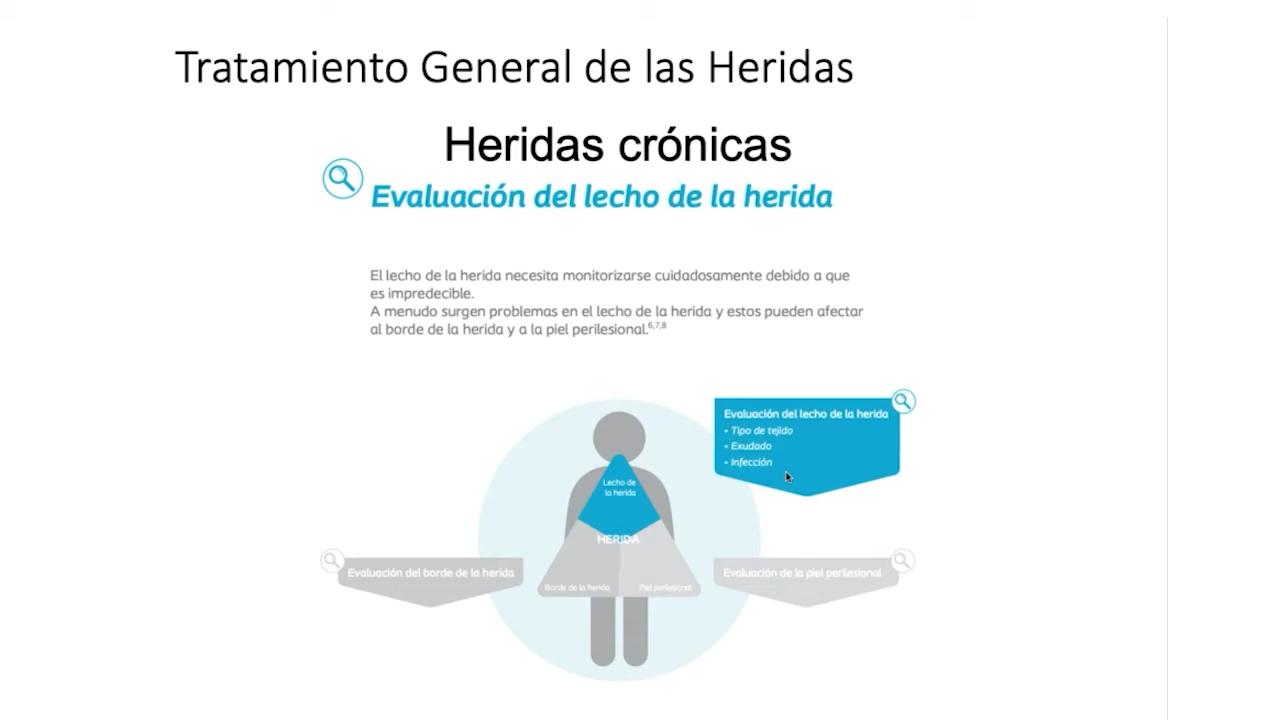 Tratamiento General de las Heridas
Heridas crónicas
Evaluación del lecho de la herida
El lecho de la herida necesita monitorizarse cuidadosamente debido a que
es impredecible.
A menudo surgen problemas en el lecho de la herida y estos pueden afectar
al borde de la herida y a la piel perilesional.6,7,8
Evaluación del lecho de la herida
• Tipo de tejido
• Exudado
• Infección
Lecho de
la herida
HERIDA
Borde de la herida
Piel perilesional
Evaluación del borde de la herida
Evaluación de la piel perilesional